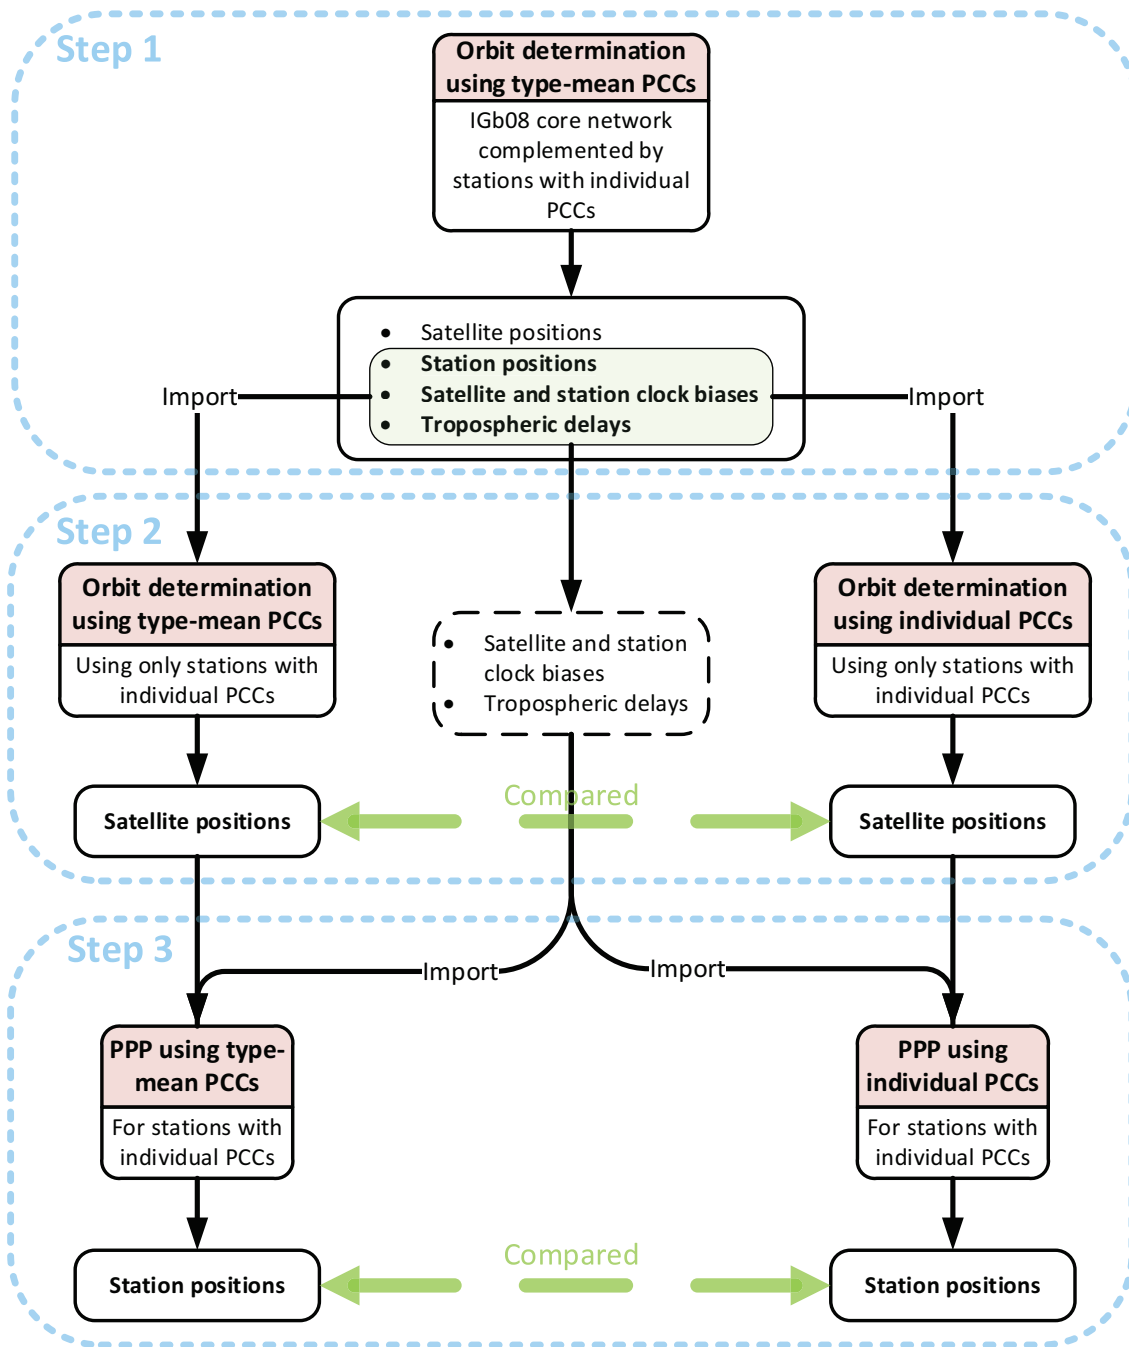 Step 1
Orbit determination
using type-mean PCCs
IGb08 core network
complemented by
stations with individual
PCCs
• Satellite positions
• Station positions
• Satellite and station clock biases
• Tropospheric delays
Import
Import
Step 2
Orbit determination
using type-mean PCCs
Using only stations with
individual PCCs
• Satellite and station
clock biases
• Tropospheric delays
Orbit determination
using individual PCCs
Using only stations with
individual PCCs
Satellite positions
Compared
Satellite positions
Step 3
Import
Import
PPP using type-
mean PCCs
For stations with
individual PCCs
PPP using
individual PCCs
For stations with
individual PCCs
Station positions
Compared
Station positions